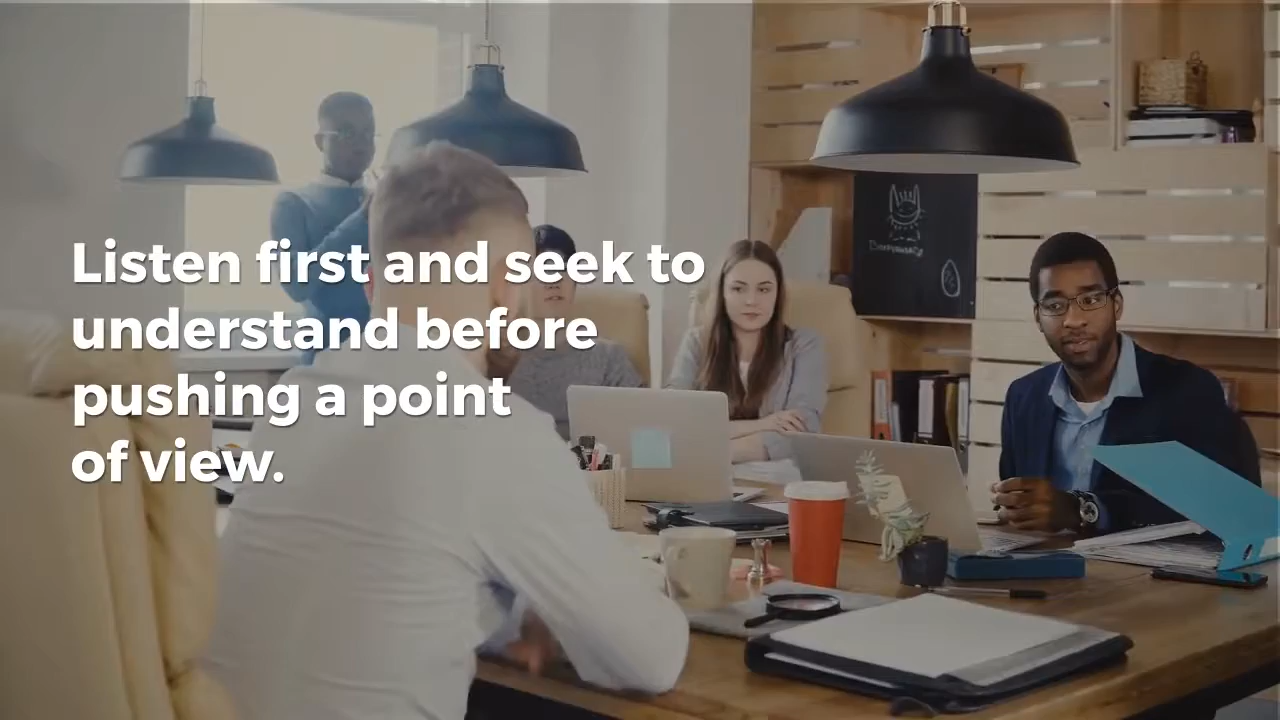 Listen first and seek to
understand before
pushing a point
of view.